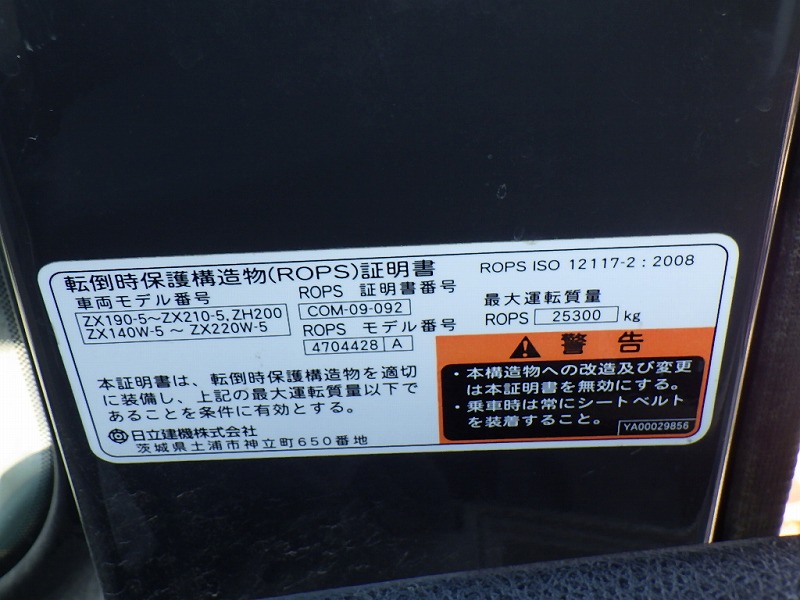 転倒時保護構造物(ROPS)証明書
ROPS ISO 12117-2 : 2008
車両モデル番号
ZX190-5～ZX210-5, ZH200
ZX140W-5 ～ ZX220W-5
ROPS 証明書番号
COM-09-092
ROPS モデル番号
4704428 A
最大運転質量
ROPS 25300 kg
本証明書は、転倒時保護構造物を適切
に装備し、上記の最大運転質量以下で
あることを条件に有効とする。
日立建機株式会社
茨城県土浦市神立町650番地
警告
・本構造物への改造及び変更
は本証明書を無効にする。
・乗車時は常にシートベルト
を装着すること。
YA00029856